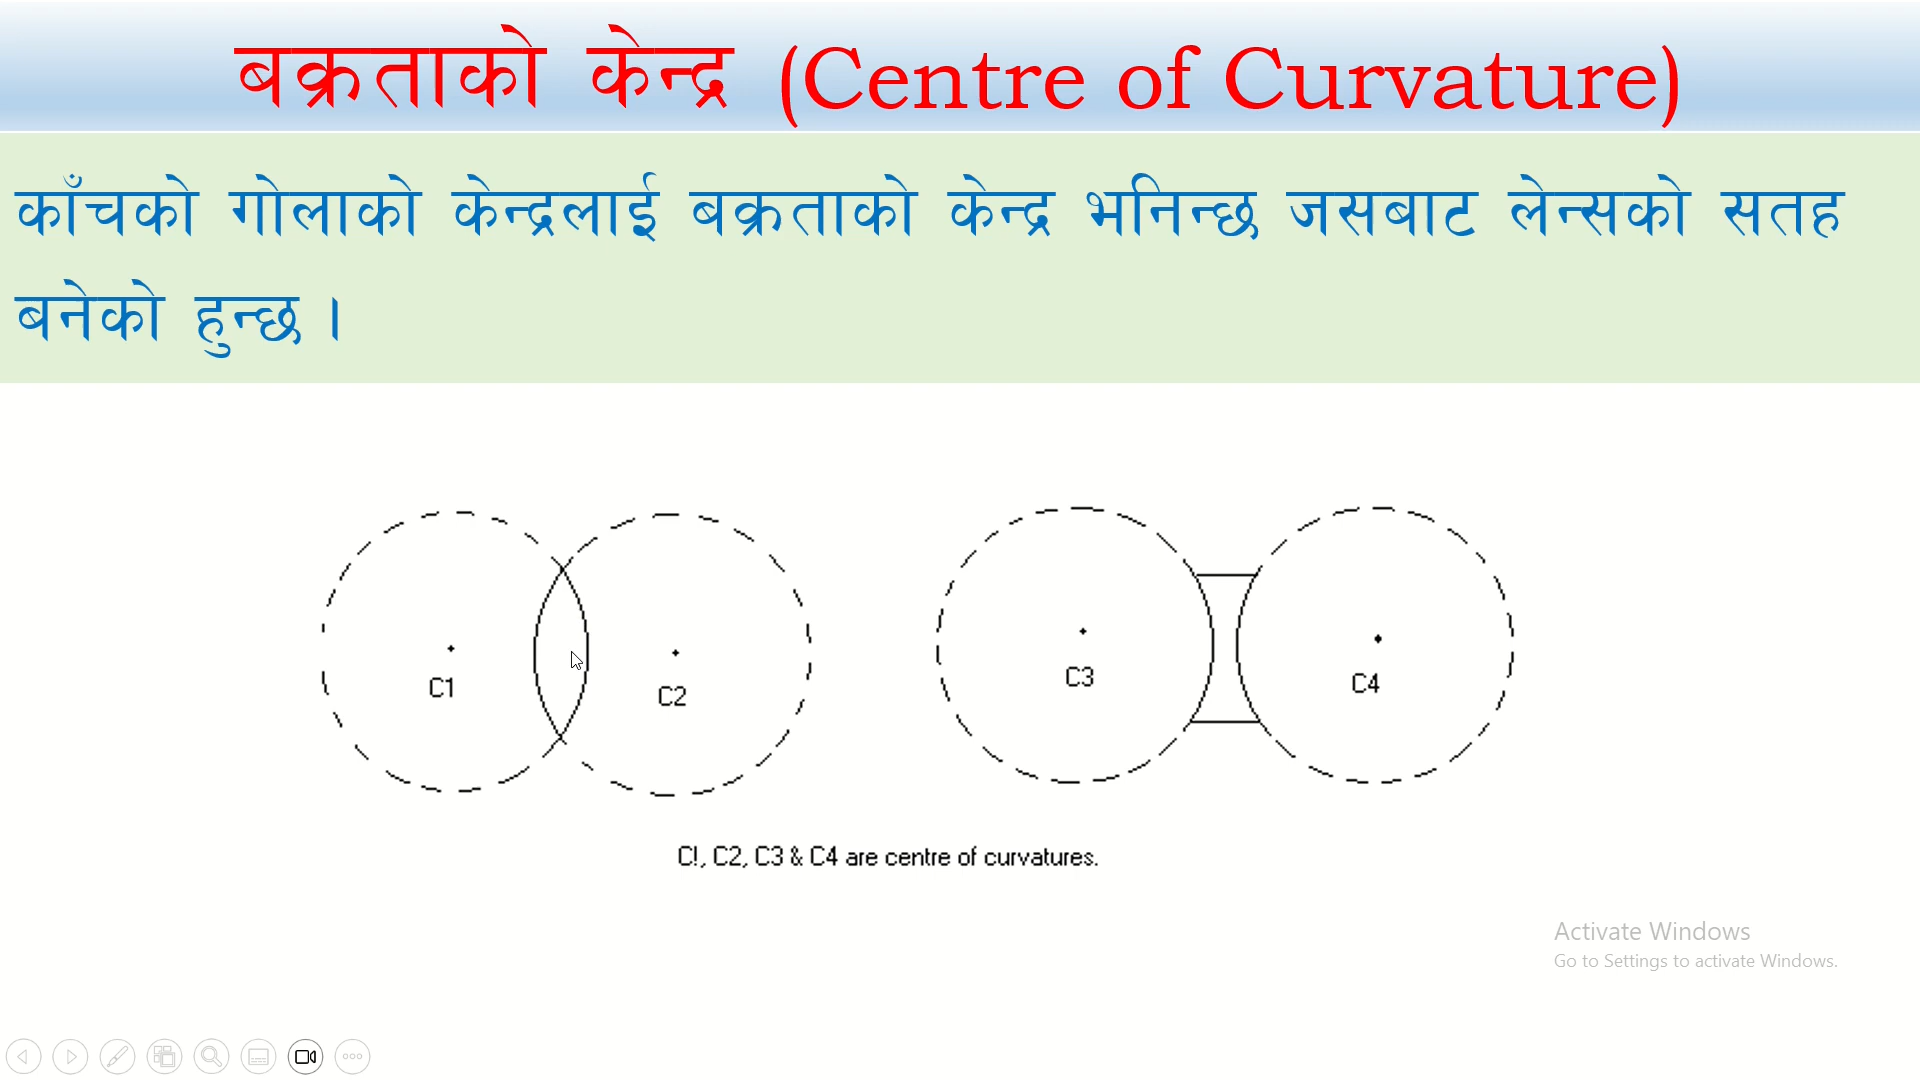 बक्रताको केन्द्र (Centre of Curvature)
काँचको गोलाको केन्द्रलाई बक्रताको केन्द्र भनिन्छ जसबाट लेन्सको सतह
बनेको हुन्छ ।
C1
C2
C3
C4
C!, C2, C3 & C4 are centre of curvatures.
Activate Windows
Go to Settings to activate Windows.